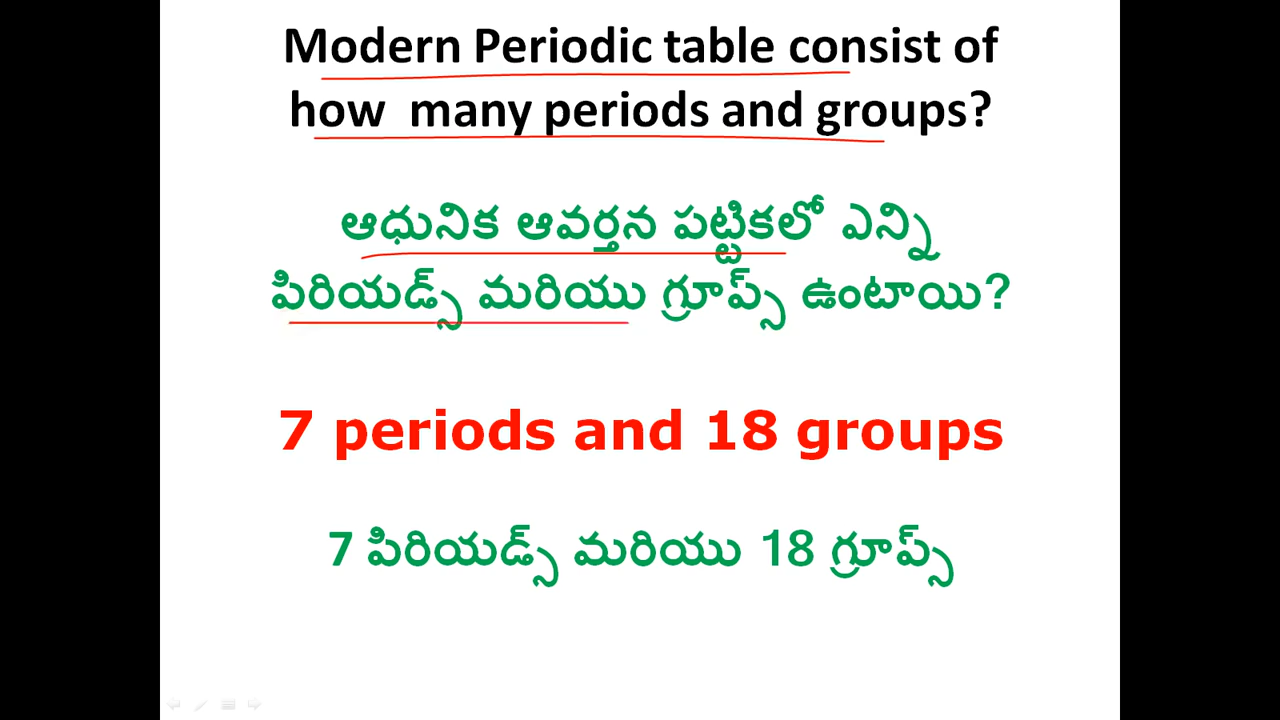 Modern Periodic table consist of
how many periods and groups?
ఆధునిక ఆవర్తన పట్టికలో ఎన్ని
పిరియడ్స్ మరియు గ్రూప్స్ ఉంటాయి?
7 periods and 18 groups
7 పిరియడ్స్ మరియు 18 గ్రూప్స్